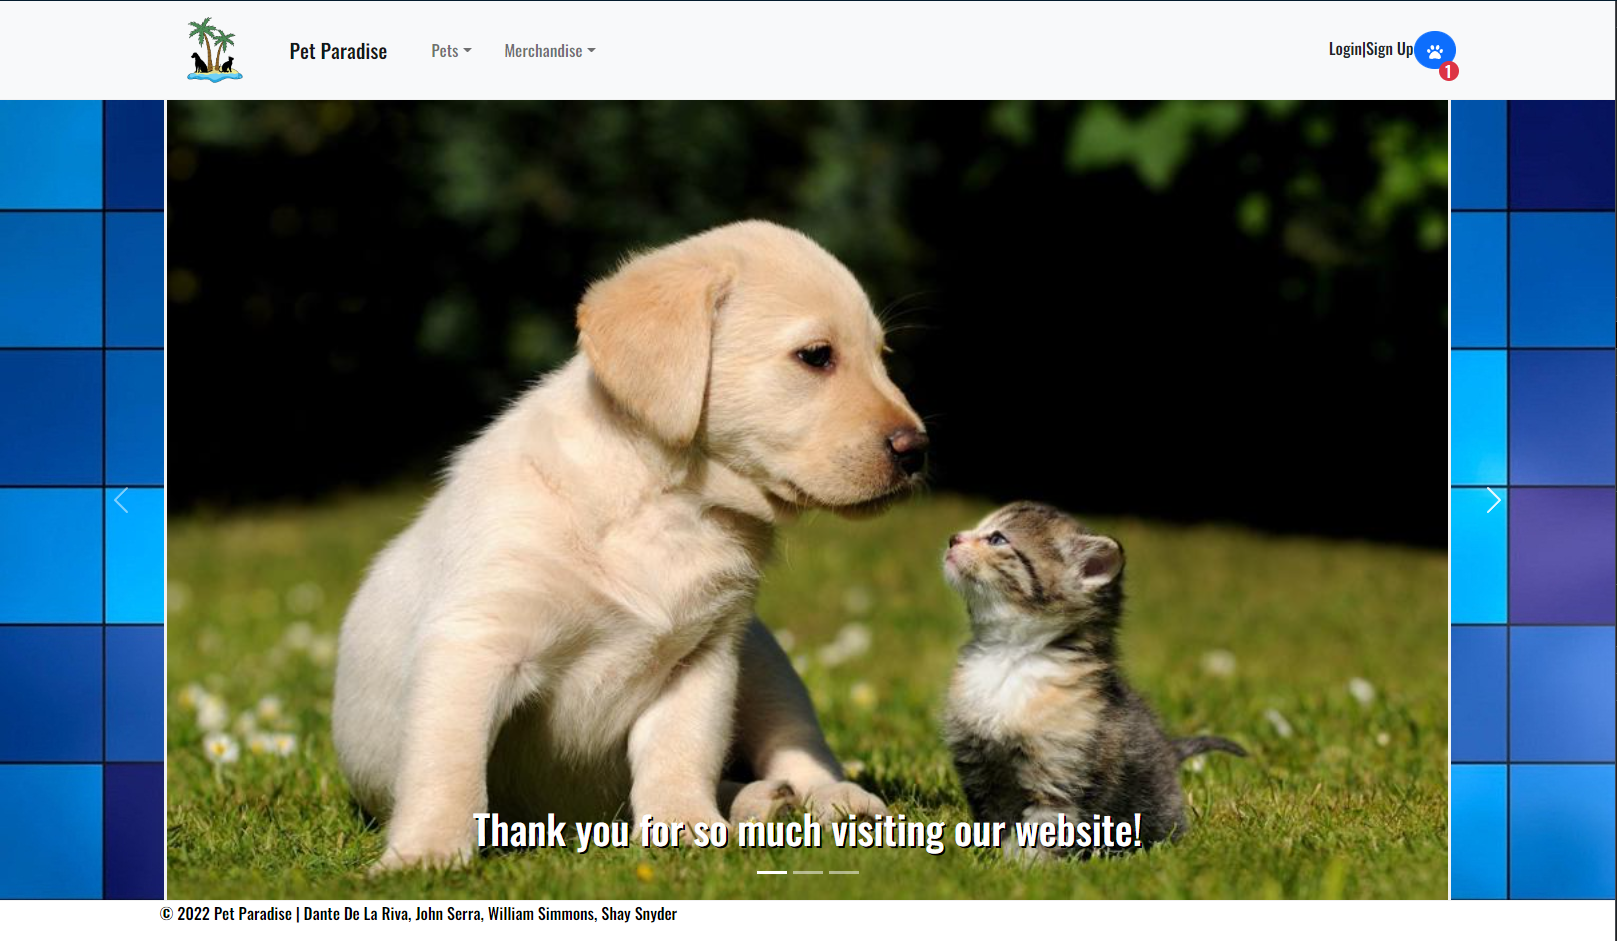 Pet Paradise Pets Merchandise Login|Sign Up
1
Thank you for so much visiting our website!
© 2022 Pet Paradise | Dante De La Riva, John Serra, William Simmons, Shay Snyder